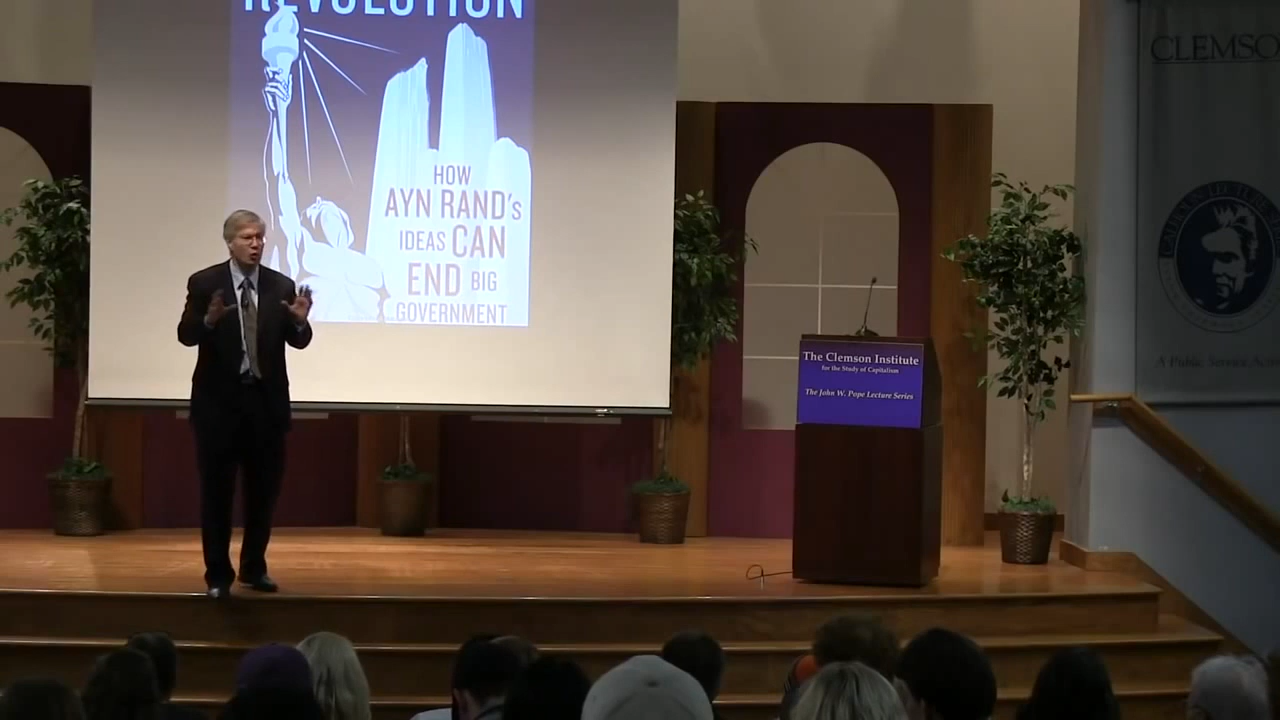 REVOLUTION
HOW
AYN RAND's
IDEAS CAN
END BIG
GOVERNMENT
The Clemson Institute
for the Study of Capitalism
The John W. Pope Lecture Series
CLEMSO
A Public Service Activ